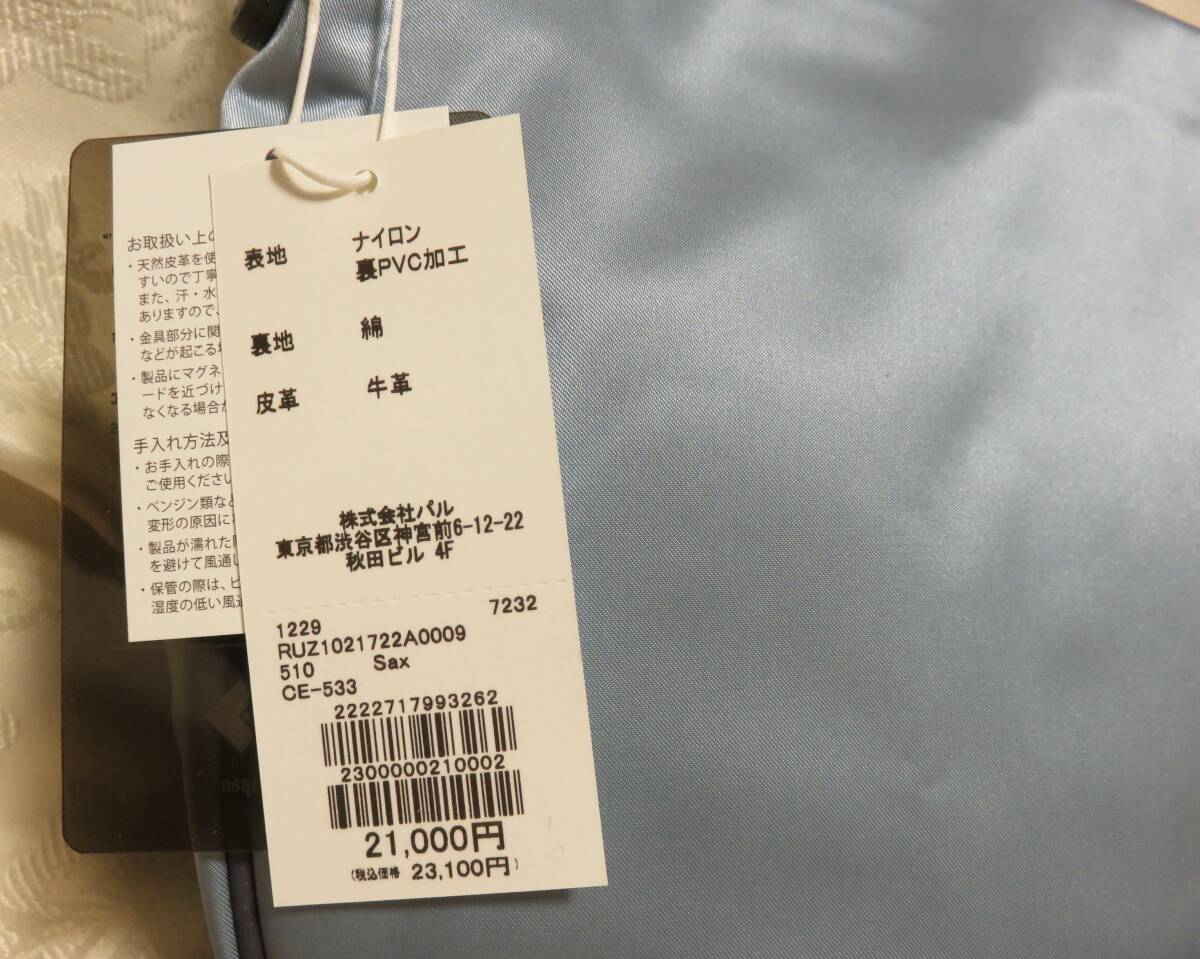 表地 ナイロン
裏PVC加工
裏地 綿
皮革 牛革
株式会社パル
東京都渋谷区神宮前6-12-22
秋田ビル 4F
1229 7232
RUZ1021722A0009
510 Sax
CE-533
2222717993262
2300000210002
21,000円
(税込価格 23,100円)
お取扱い上の
・天然皮革を使
すいので丁寧
また、汗・水
ありますので、
・金具部分に関
などが起こる
・製品にマグネ
ードを近づけ
なくなる場合
手入れ方法及
・お手入れの際
ご使用ください
・ベンジン類など
変形の原因に
・製品が濡れた
を避けて風通し
・保管の際は、ビ
湿度の低い風通